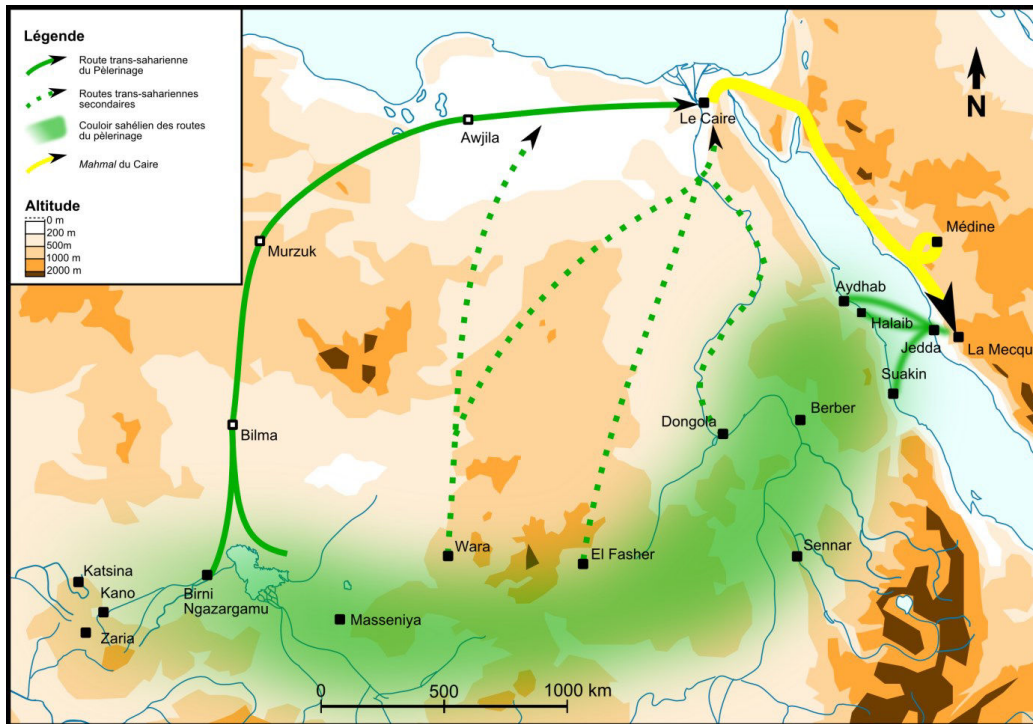 Légende
Route trans-saharienne
du Pèlerinage
Routes trans-sahariennes
secondaires
Couloir sahélien des routes
du pèlerinage
Mahmal du Caire
Altitude
0 m
200 m
500m
1000 m
2000 m
N
Le Caire
Awjila
Murzuk
Médine
Aydhab
Halaib
Jedda
La Mecque
Suakin
Bilma
Dongola
Berber
Wara
El Fasher
Sennar
Katsina
Kano
Zaria
Birni
Ngazargamu
Masseniya
0
500
1000 km